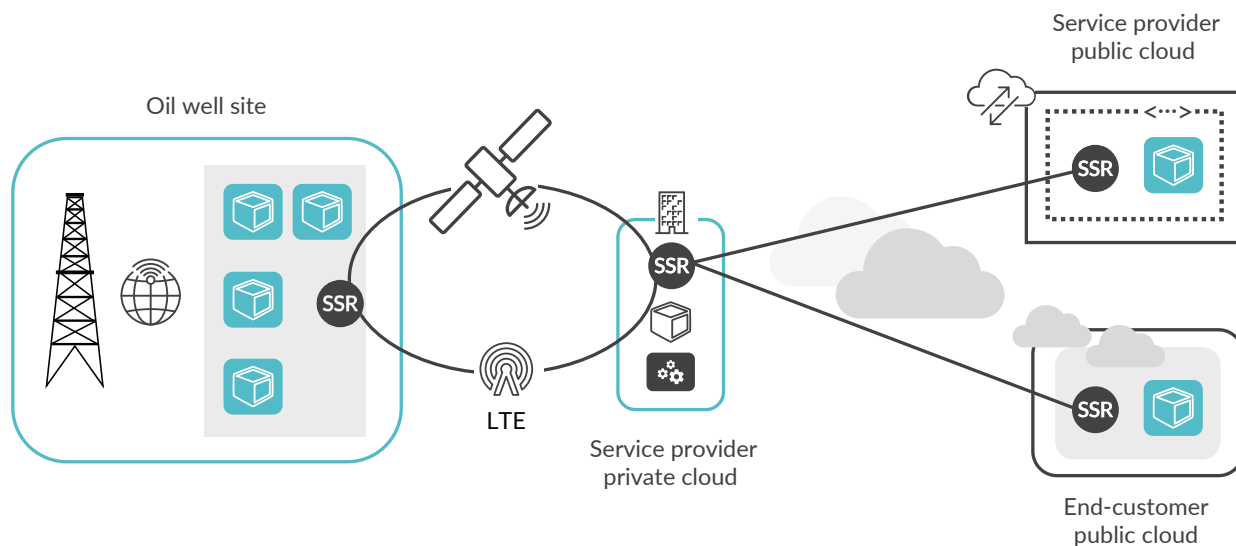 Service provider
public cloud
Oil well site
<···>
SSR
SSR
SSR
LTE
Service provider
private cloud
SSR
End-customer
public cloud